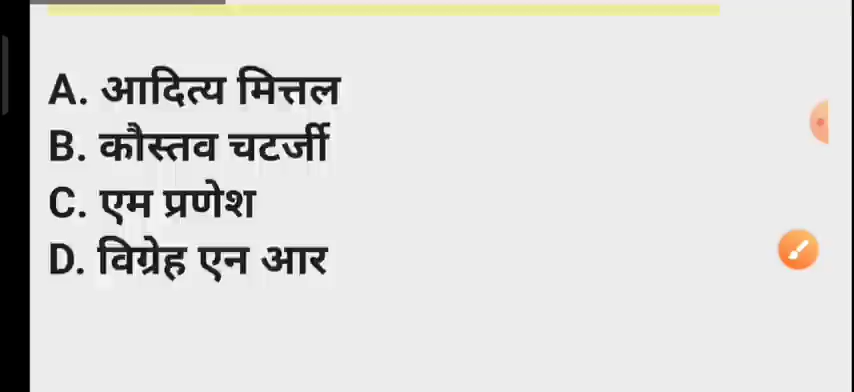 A. आदित्य मित्तल
B. कौस्तव चटर्जी
C. एम प्रणेश
D. विग्रेह एन आर